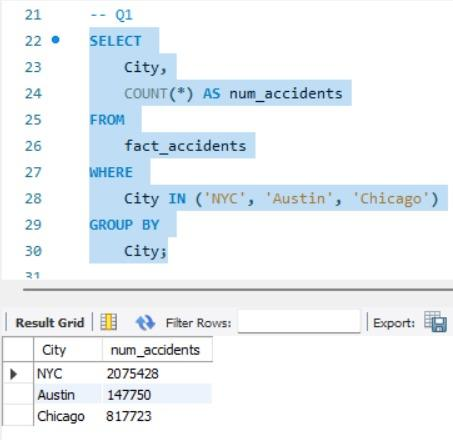 21 -- Q1
22 SELECT
23 City,
24 COUNT(*) AS num_accidents
25 FROM
26 fact_accidents
27 WHERE
28 City IN ('NYC', 'Austin', 'Chicago')
29 GROUP BY
30 City;
31
Result Grid Filter Rows: Export:
City num_accidents
NYC 2075428
Austin 147750
Chicago 817723